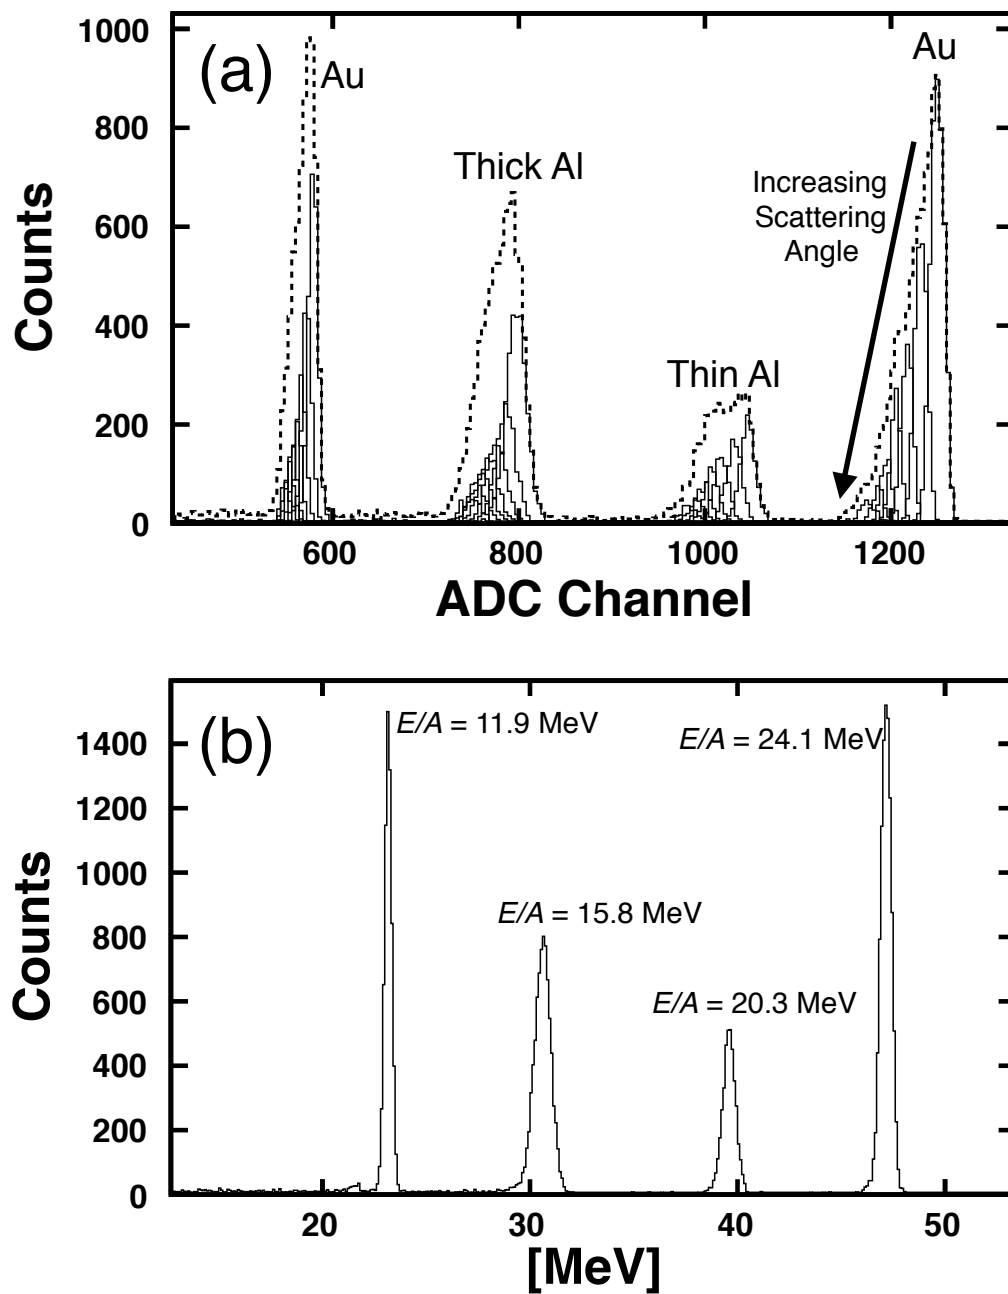 (a)
Au
Thick Al
Thin Al
Au
Increasing
Scattering
Angle
1000
800
600
400
200
0
Counts
600
800
1000
1200
ADC Channel
(b)
E/A = 11.9 MeV
E/A = 24.1 MeV
E/A = 15.8 MeV
E/A = 20.3 MeV
1400
1200
1000
800
600
400
200
0
Counts
20
30
40
50
[MeV]